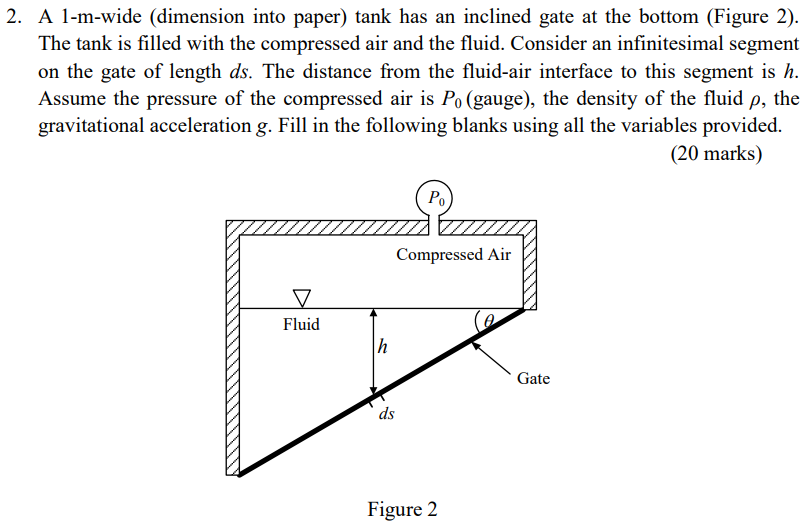 2. A 1-m-wide (dimension into paper) tank has an inclined gate at the bottom (Figure 2).
The tank is filled with the compressed air and the fluid. Consider an infinitesimal segment
on the gate of length ds. The distance from the fluid-air interface to this segment is h.
Assume the pressure of the compressed air is P₀ (gauge), the density of the fluid ρ, the
gravitational acceleration g. Fill in the following blanks using all the variables provided.
(20 marks)
P₀
Compressed Air
Fluid
θ
h
Gate
ds
Figure 2